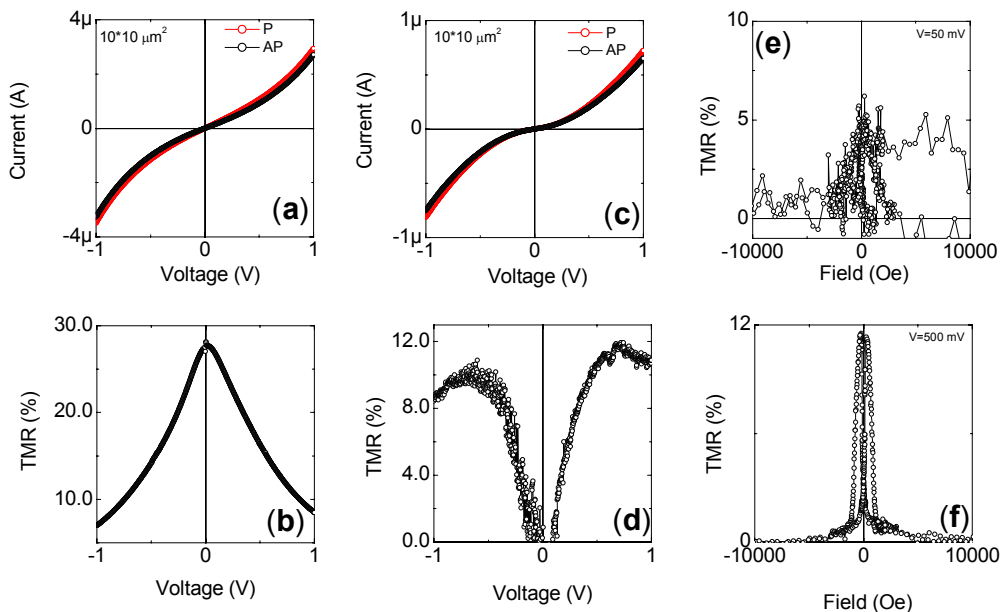 4µ
10*10 µm²
P
AP
Current (A)
0
(a)
-4µ
-1
0
1
Voltage (V)
1µ
10*10 µm²
P
AP
Current (A)
0
(c)
-1µ
-1
0
1
Voltage (V)
10
(e)
V=50 mV
TMR (%)
5
0
-10000
0
10000
Field (Oe)
30.0
TMR (%)
20.0
10.0
(b)
-1
0
1
Voltage (V)
12.0
TMR (%)
8.0
4.0
0.0
(d)
-1
0
1
Voltage (V)
12
V=500 mV
TMR (%)
6
0
(f)
-10000
0
10000
Field (Oe)